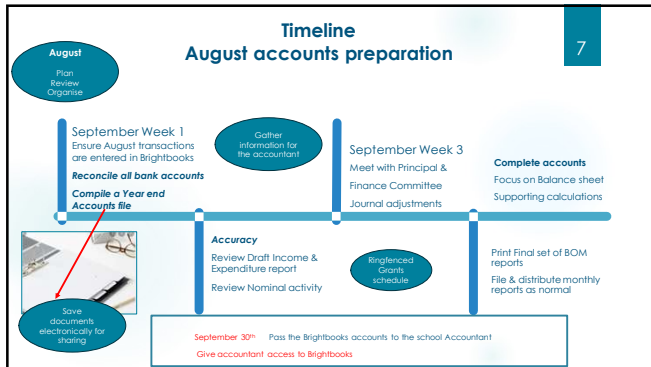 Timeline
August accounts preparation
7
August
Plan
Review
Organise
September Week 1
Ensure August transactions
are entered in Brightbooks
Reconcile all bank accounts
Compile a Year end
Accounts file
Gather
information for
the accountant
September Week 3
Meet with Principal &
Finance Committee
Journal adjustments
Complete accounts
Focus on Balance sheet
Supporting calculations
Save
documents
electronically for
sharing
Accuracy
Review Draft Income &
Expenditure report
Review Nominal activity
Ringfenced
Grants
schedule
Print Final set of BOM
reports
File & distribute monthly
reports as normal
September 30th Pass the Brightbooks accounts to the school Accountant
Give accountant access to Brightbooks